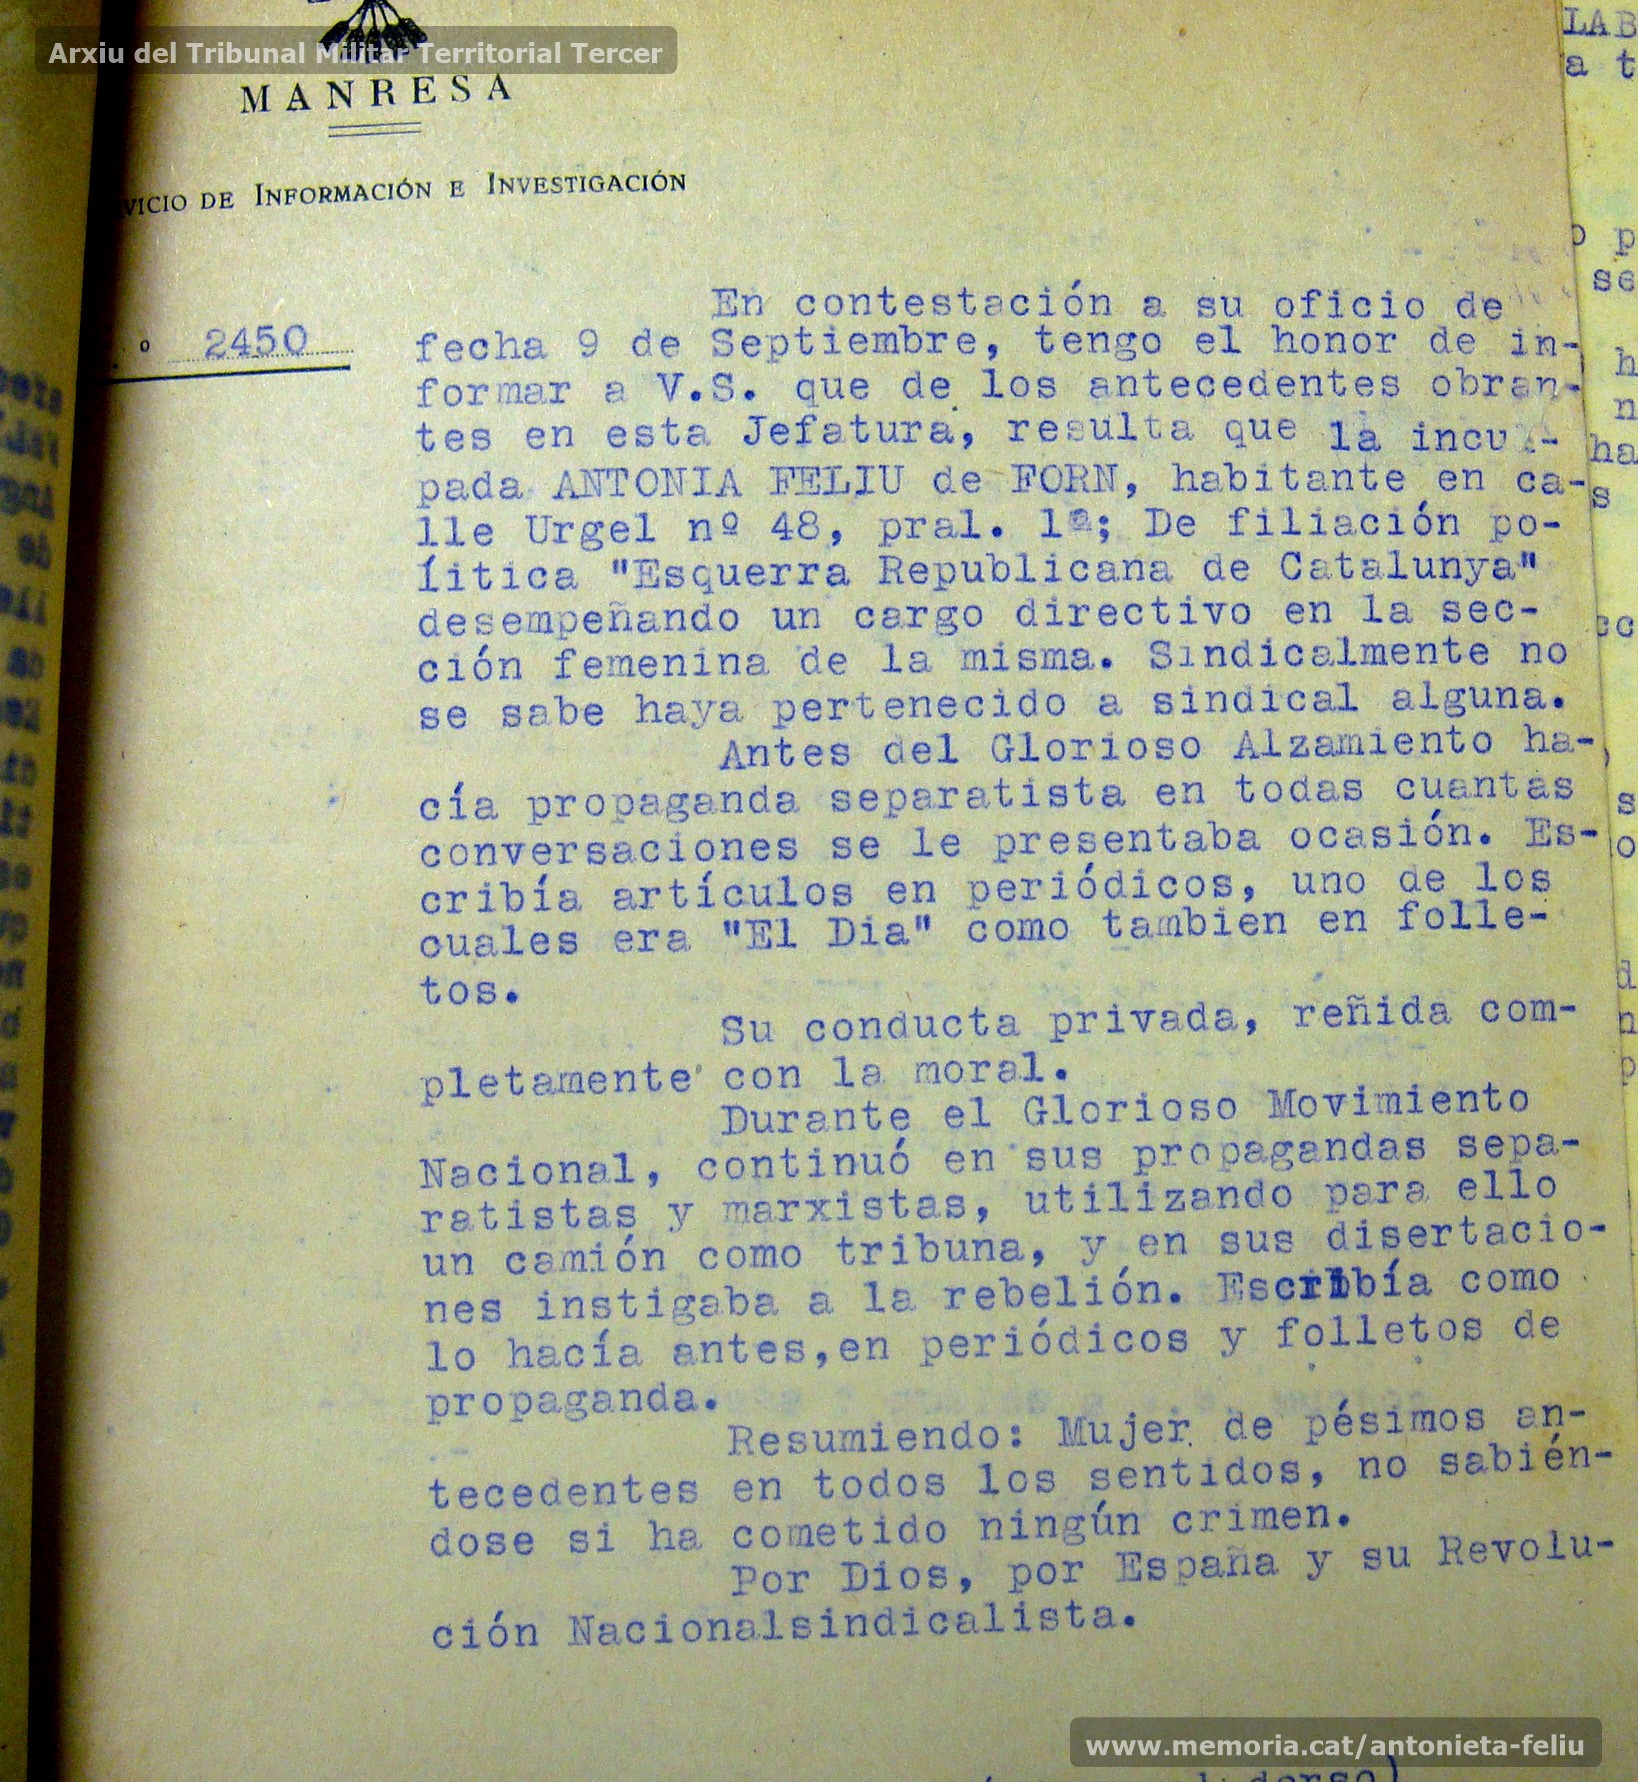 Arxiu del Tribunal Militar Territorial Tercer
MANRESA
VICIO DE INFORMACIÓN E INVESTIGACIÓN
º 2450
En contestación a su oficio de
fecha 9 de Septiembre, tengo el honor de in-
formar a V.S. que de los antecedentes obran-
tes en esta Jefatura, resulta que la incul-
pada ANTONIA FELIU de FORN, habitante en ca-
lle Urgel nº 48, pral. 1ª; De filiación po-
lítica "Esquerra Republicana de Catalunya"
desempeñando un cargo directivo en la sec-
ción femenina de la misma. Sindicalmente no
se sabe haya pertenecido a sindical alguna.
Antes del Glorioso Alzamiento ha-
cía propaganda separatista en todas cuantas
conversaciones se le presentaba ocasión. Es-
cribía artículos en periódicos, uno de los
cuales era "El Dia" como tambien en folle-
tos.
Su conducta privada, reñida com-
pletamente con la moral.
Durante el Glorioso Movimiento
Nacional, continuó en sus propagandas sepa-
ratistas y marxistas, utilizando para ello
un camión como tribuna, y en sus disertacio-
nes instigaba a la rebelión. Escribía como
lo hacía antes,en periódicos y folletos de
propaganda.
Resumiendo: Mujer de pésimos an-
tecedentes en todos los sentidos, no sabién-
dose si ha cometido ningún crimen.
Por Dios, por España y su Revolu-
ción Nacionalsindicalista.
www.memoria.cat/antonieta-feliu